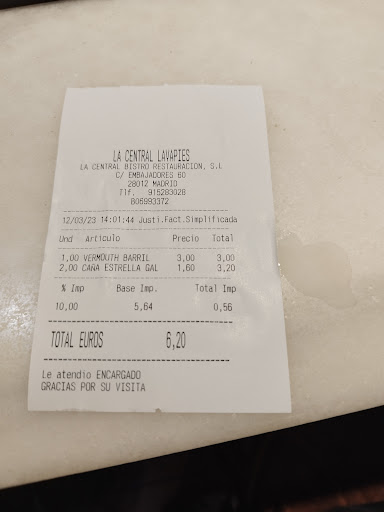 LA CENTRAL LAVAPIES
LA CENTRAL BISTRO RESTAURACION, S.L
C/ EMBAJADORES 60
28012 MADRID
Tlf. 915283028
B06993372
12/03/23 14:01:44 Justi.Fact.Simplificada
Und Articulo Precio Total
1,00 VERMOUTH BARRIL 3,00 3,00
2,00 CAÑA ESTRELLA GAL 1,60 3,20
% Imp Base Imp. Total Imp
10,00 5,64 0,56
TOTAL EUROS 6,20
Le atendio ENCARGADO
GRACIAS POR SU VISITA